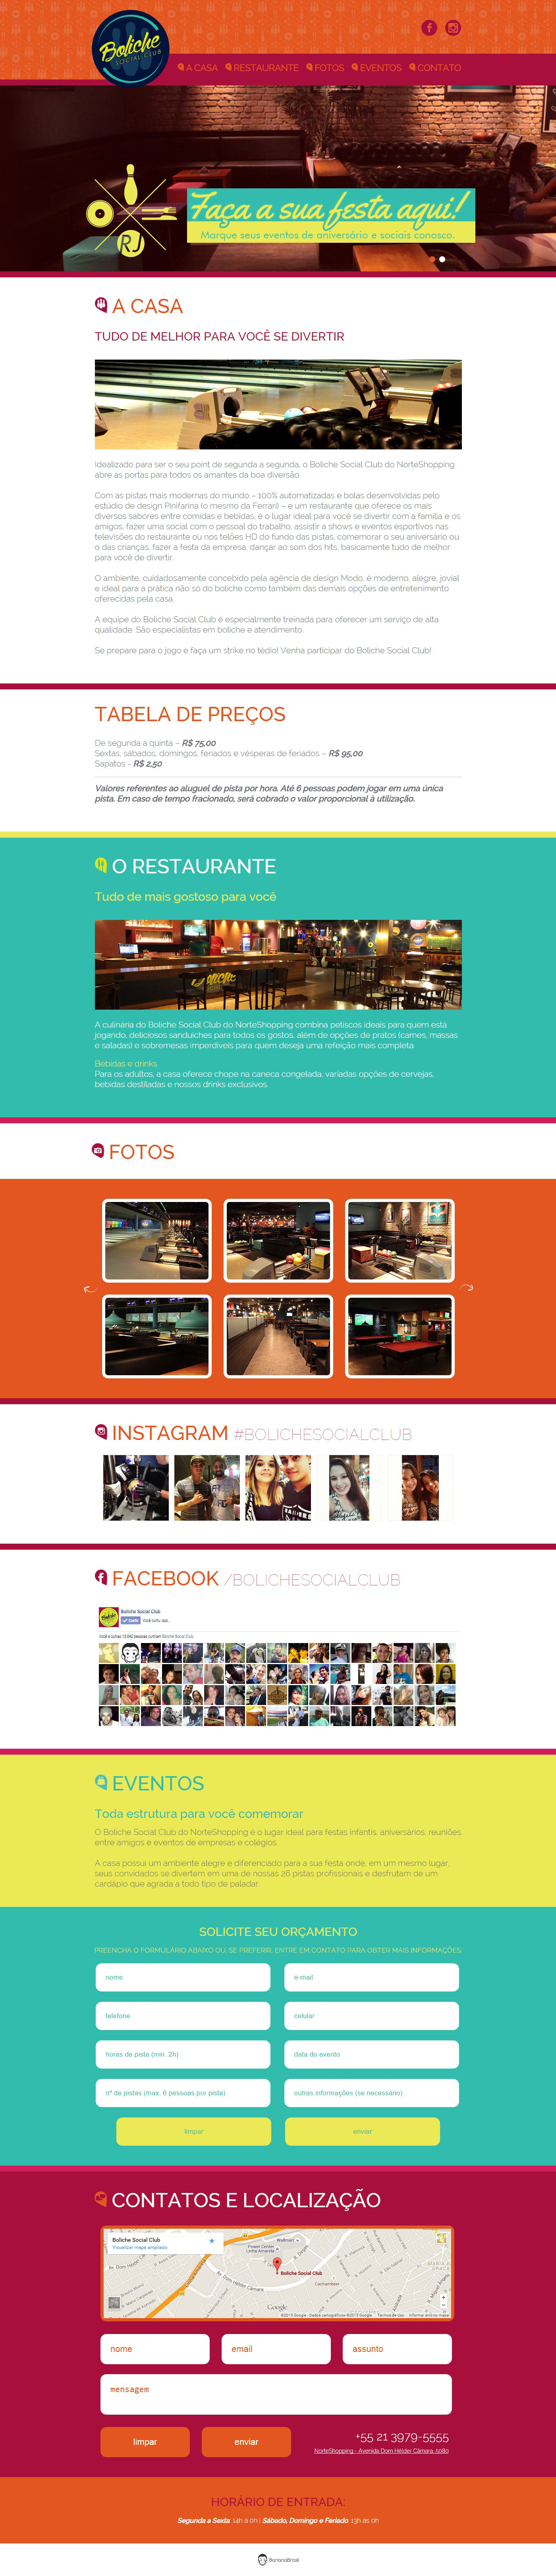 Boliche
SOCIAL CLUB
A CASA RESTAURANTE FOTOS EVENTOS CONTATO
Faça a sua festa aqui!
Marque seus eventos de aniversário e sociais conosco.
RJ
A CASA
TUDO DE MELHOR PARA VOCÊ SE DIVERTIR
Idealizado para ser o seu point de segunda a segunda, o Boliche Social Club do NorteShopping
abre as portas para todos os amantes da boa diversão.
Com as pistas mais modernas do mundo – 100% automatizadas e bolas desenvolvidas pelo
estúdio de design Pinifarina (o mesmo da Ferrari) – e um restaurante que oferece os mais
diversos sabores entre comidas e bebidas, é o lugar ideal para você se divertir com a família e os
amigos, fazer uma social com o pessoal do trabalho, assistir a shows e eventos esportivos nas
televisões do restaurante ou nos telões HD do fundo das pistas, comemorar o seu aniversário ou
o das crianças, fazer a festa da empresa, dançar ao som dos hits, basicamente tudo de melhor
para você de divertir.
O ambiente, cuidadosamente concebido pela agência de design Modo, é moderno, alegre, jovial
e ideal para a prática não só do boliche como também das demais opções de entretenimento
oferecidas pela casa.
A equipe do Boliche Social Club é especialmente treinada para oferecer um serviço de alta
qualidade. São especialistas em boliche e atendimento.
Se prepare para o jogo e faça um strike no tédio! Venha participar do Boliche Social Club!
TABELA DE PREÇOS
De segunda a quinta – R$ 75,00
Sextas, sábados, domingos, feriados e vésperas de feriados – R$ 95,00
Sapatos - R$ 2,50
Valores referentes ao aluguel de pista por hora. Até 6 pessoas podem jogar em uma única
pista. Em caso de tempo fracionado, será cobrado o valor proporcional à utilização.
O RESTAURANTE
Tudo de mais gostoso para você
A culinária do Boliche Social Club do NorteShopping combina petiscos ideais para quem está
jogando, deliciosos sanduíches para todos os gostos, além de opções de pratos (carnes, massas
e saladas) e sobremesas imperdíveis para quem deseja uma refeição mais completa.
Bebidas e drinks
Para os adultos, a casa oferece chope na caneca congelada, variadas opções de cervejas,
bebidas destiladas e nossos drinks exclusivos.
FOTOS
INSTAGRAM #BOLICHESOCIALCLUB
FACEBOOK /BOLICHESOCIALCLUB
Boliche Social Club
Curtir Você curtiu isso.
Você e outras 13.842 pessoas curtiram Boliche Social Club.
EVENTOS
Toda estrutura para você comemorar
O Boliche Social Club do NorteShopping é o lugar ideal para festas infantis, aniversários, reuniões
entre amigos e eventos de empresas e colégios.
A casa possui um ambiente alegre e diferenciado para a sua festa onde, em um mesmo lugar,
seus convidados se divertem em uma de nossas 26 pistas profissionais e desfrutam de um
cardápio que agrada a todo tipo de paladar.
SOLICITE SEU ORÇAMENTO
PREENCHA O FORMULÁRIO ABAIXO OU, SE PREFERIR, ENTRE EM CONTATO PARA OBTER MAIS INFORMAÇÕES.
nome e-mail
telefone celular
horas de pista (min. 2h) data do evento
nº de pistas (max. 6 pessoas por pista) outras informações (se necessário)
limpar enviar
CONTATOS E LOCALIZAÇÃO
Boliche Social Club
Visualizar mapa ampliado
Flower Center
Linha Amarela
Wallmart
Av. Dom Hélder Câmara
Boliche Social Club
Cachambeer
Google
nome email assunto
mensagem
limpar enviar
+55 21 3979-5555
NorteShopping - Avenida Dom Hélder Câmara, 5080
HORÁRIO DE ENTRADA:
Segunda a Sexta: 14h a 0h | Sábado, Domingo e Feriado: 13h às 0h
BananaBrasil